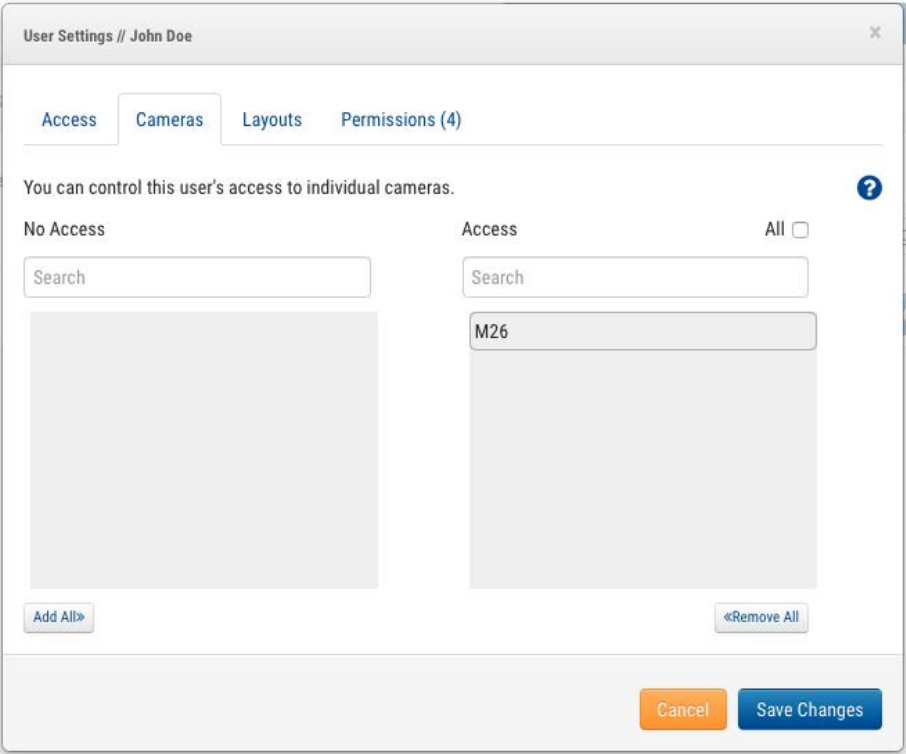 User Settings // John Doe ×
Access Cameras Layouts Permissions (4)
You can control this user's access to individual cameras. ?
No Access Access All
Search Search
M26
Add All» «Remove All
Cancel Save Changes